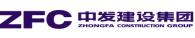 ZFC 中发建设集团
ZHONGFA CONSTRUCTION GROUP